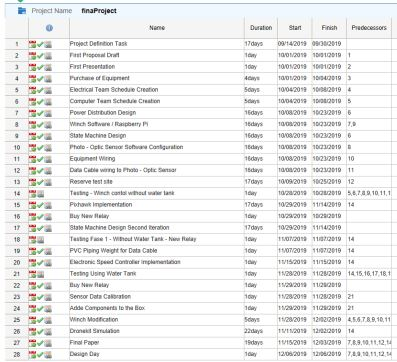 Project Name finaProject
Name Duration Start Finish Predecessors
1 Project Definition Task 17days 09/14/2019 09/30/2019
2 First Proposal Draft 1day 10/01/2019 10/01/2019 1
3 First Presentation 1day 10/01/2019 10/01/2019 2
4 Purchase of Equipment 4days 10/01/2019 10/04/2019 3
5 Electrical Team Schedule Creation 5days 10/04/2019 10/08/2019 4
6 Computer Team Schedule Creation 5days 10/04/2019 10/08/2019 5
7 Power Distribution Design 16days 10/08/2019 10/23/2019 6
8 Winch Software / Raspberry Pi 16days 10/08/2019 10/23/2019 7,9
9 State Machine Design 16days 10/08/2019 10/23/2019 6
10 Photo - Optic Sensor Software Configuration 16days 10/08/2019 10/23/2019 8
11 Equipment Wiring 16days 10/08/2019 10/23/2019 10
12 Data Cable wiring to Photo - Optic Sensor 16days 10/08/2019 10/23/2019 11
13 Reserve test site 17days 10/09/2019 10/25/2019 12
14 Testing - Winch contol without water tank 1day 10/28/2019 10/28/2019 5,6,7,8,9,10,11,1
15 Pixhawk Implementation 17days 10/29/2019 11/14/2019 14
16 Buy New Relay 1day 10/29/2019 10/29/2019
17 State Machine Design Second Iteration 17days 10/29/2019 11/14/2019
18 Testing Fase 1 - Without Water Tank - New Relay 1day 11/07/2019 11/07/2019 14
19 PVC Piping Weight for Data Cable 1day 11/07/2019 11/07/2019 14
20 Electronic Speed Controller Implementation 1day 11/15/2019 11/15/2019 14
21 Testing Using Water Tank 1day 11/28/2019 11/28/2019 14,15,16,17,18,1
22 Buy New Relay 1day 11/29/2019 11/29/2019
23 Sensor Data Calibration 1day 11/28/2019 11/28/2019 21
24 Adde Components to the Box 1day 11/28/2019 11/28/2019 21
25 Winch Modification 5days 11/28/2019 12/02/2019 4,5,6,7,8,9,10,11
26 Dronekit Simulation 22days 11/11/2019 12/02/2019 14
27 Final Paper 19days 11/15/2019 12/03/2019 7,8,9,10,11,12,14
28 Design Day 1day 12/06/2019 12/06/2019 7,8,9,10,11,12,14